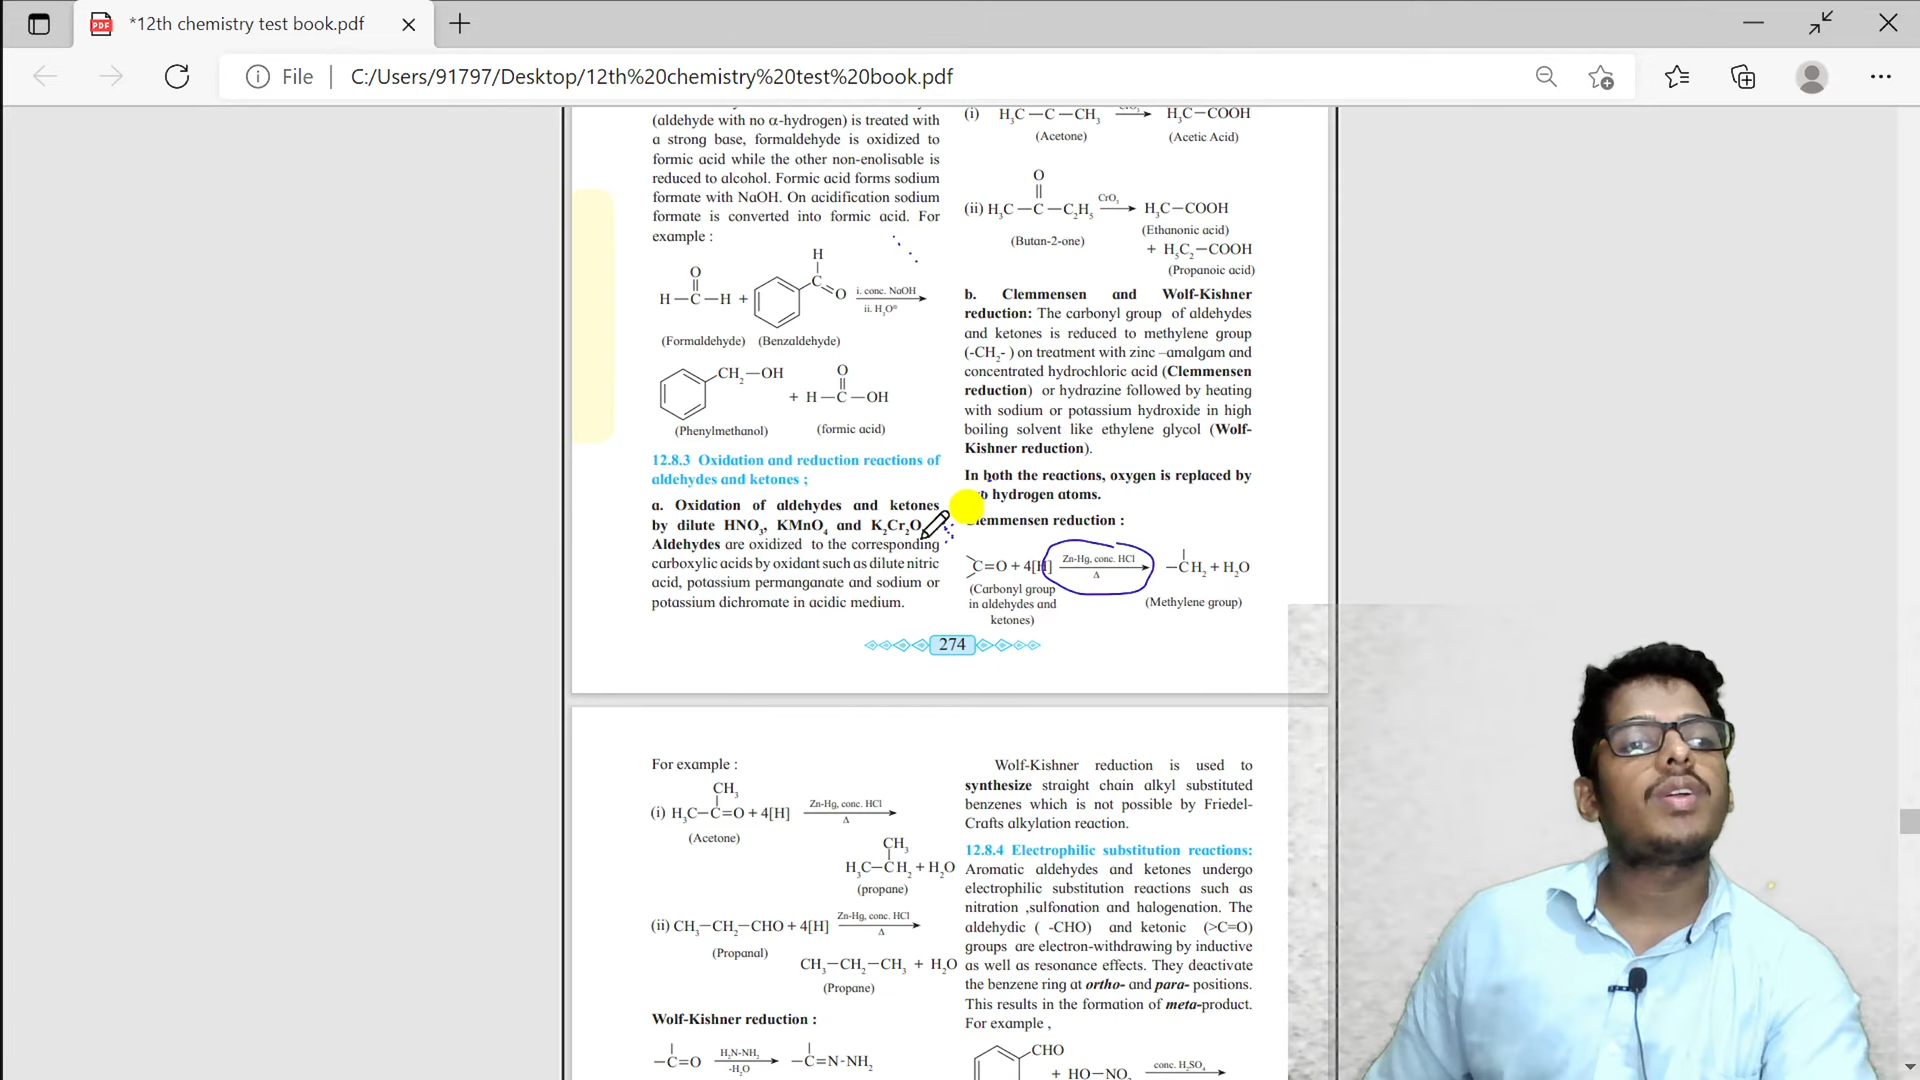 *12th chemistry test book.pdf
PDF
File
C:/Users/91797/Desktop/12th%20chemistry%20test%20book.pdf
(aldehyde with no α-hydrogen) is treated with
a strong base, formaldehyde is oxidized to
formic acid while the other non-enolisable is
reduced to alcohol. Formic acid forms sodium
formate with NaOH. On acidification sodium
formate is converted into formic acid. For
example :
H
O
C
O
H—C—H +
i. conc. NaOH
ii. H₃O⊕
(Formaldehyde) (Benzaldehyde)
CH₂—OH
O
+ H—C—OH
(Phenylmethanol) (formic acid)
12.8.3 Oxidation and reduction reactions of
aldehydes and ketones ;
a. Oxidation of aldehydes and ketones
by dilute HNO₃, KMnO₄ and K₂Cr₂O
Aldehydes are oxidized to the corresponding
carboxylic acids by oxidant such as dilute nitric
acid, potassium permanganate and sodium or
potassium dichromate in acidic medium.
(i) H₃C—C—CH₃ H₃C—COOH
(Acetone) (Acetic Acid)
O
(ii) H₃C—C—C₂H₅ CrO₃ H₃C—COOH
(Butan-2-one) (Ethanonic acid)
+ H₅C₂—COOH
(Propanoic acid)
b. Clemmensen and Wolf-Kishner
reduction: The carbonyl group of aldehydes
and ketones is reduced to methylene group
(-CH₂- ) on treatment with zinc –amalgam and
concentrated hydrochloric acid (Clemmensen
reduction) or hydrazine followed by heating
with sodium or potassium hydroxide in high
boiling solvent like ethylene glycol (Wolf-
Kishner reduction).
In both the reactions, oxygen is replaced by
hydrogen atoms.
Clemmensen reduction :
C=O + 4[H] Zn-Hg, conc. HCl Δ —CH₂ + H₂O
(Carbonyl group
in aldehydes and
ketones)
(Methylene group)
274
For example :
CH₃
(i) H₃C—C=O + 4[H] Zn-Hg, conc. HCl Δ
(Acetone)
CH₃
H₃C—CH₂ + H₂O
(propane)
(ii) CH₃—CH₂—CHO + 4[H] Zn-Hg, conc. HCl Δ
(Propanal)
CH₃—CH₂—CH₃ + H₂O
(Propane)
Wolf-Kishner reduction :
—C=O H₂N-NH₂ -H₂O —C=N-NH₂
Wolf-Kishner reduction is used to
synthesize straight chain alkyl substituted
benzenes which is not possible by Friedel-
Crafts alkylation reaction.
12.8.4 Electrophilic substitution reactions:
Aromatic aldehydes and ketones undergo
electrophilic substitution reactions such as
nitration ,sulfonation and halogenation. The
aldehydic ( -CHO) and ketonic (>C=O)
groups are electron-withdrawing by inductive
as well as resonance effects. They deactivate
the benzene ring at ortho- and para- positions.
This results in the formation of meta-product.
For example ,
CHO
+ HO—NO₂ conc. H₂SO₄